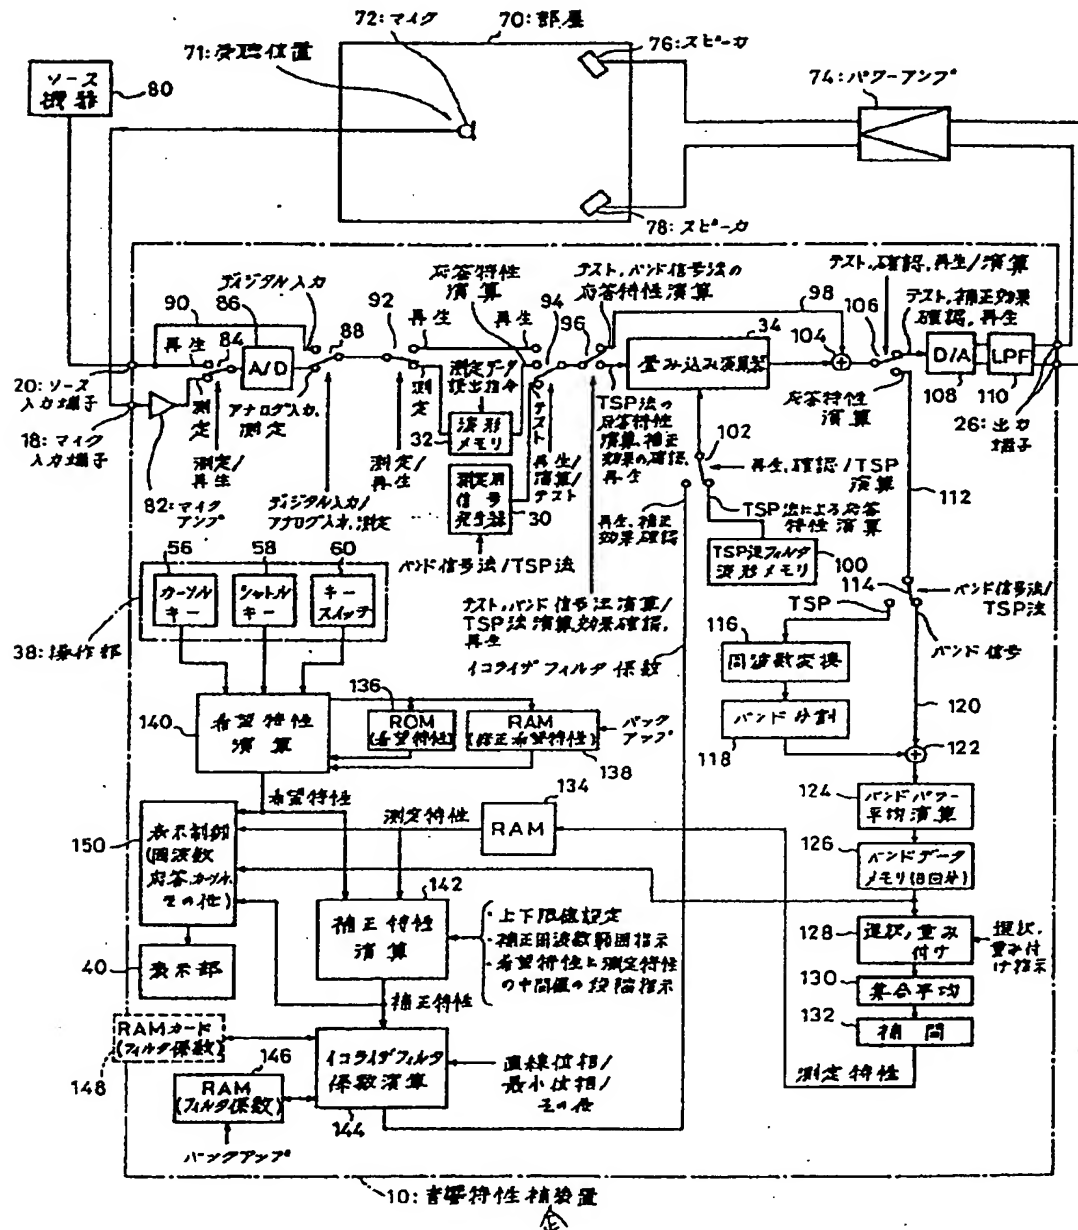 72:マイク
70:部屋
71:受聴位置
76:スピーカ
74:パワーアンプ
ソース
機器
80
78:スピーカ
ディジタル入力
90
86
再生
84
A/D
88
92
応答特性
演算
再生
再生
94
テスト,バンド信号法の
応答特性演算
96
98
34
畳み込み演算器
104
テスト,確認,再生/演算
106
テスト,補正効果
確認,再生
D/A
LPF
108
110
20:ソース
入力端子
18:マイク
入力端子
26:出力
端子
測定
アナログ入力,
測定
測定/
再生
82:マイク
アンプ
ディジタル入力/
アナログ入力,測定
測定
測定/
再生
測定データ
読出指令
32
波形
メモリ
測定用
信号
発生器
30
テスト
再生/
演算/
テスト
バンド信号法/TSP法
TSP法の
応答特性
演算,補正
効果の確認,
再生
応答特性
演算
102
再生,確認/TSP
演算
TSP法による応答
特性演算
再生,補正
効果確認
TSP法フィルタ
波形メモリ
100
112
114
バンド信号法/
TSP法
TSP
バンド信号
テスト,バンド信号法演算/
TSP法演算効果確認,
再生
イコライザフィルタ係数
56
58
60
カーソル
キー
シャトル
キー
キー
スイッチ
38:操作部
116
周波数変換
バンド分割
118
120
122
140
希望特性
演算
136
ROM
(希望特性)
RAM
(修正希望特性)
138
バックアップ
希望特性
測定特性
134
RAM
124
バンドパワー
平均演算
126
バンドデータ
メモリ(8回分)
150
表示制御
(周波数
応答,カーソル,
その他)
40
表示部
142
補正特性
演算
・上下限値設定
・補正周波数範囲指示
・希望特性と測定特性
の中間値の段階指示
128
選択,重み
付け
選択,
重み付
け指示
130
集合平均
132
補間
測定特性
補正特性
RAMカード
(フィルタ係数)
148
146
RAM
(フィルタ係数)
イコライザフィルタ
係数演算
144
直線位相/
最小位相/
その他
バックアップ
10:音響特性補装置
正